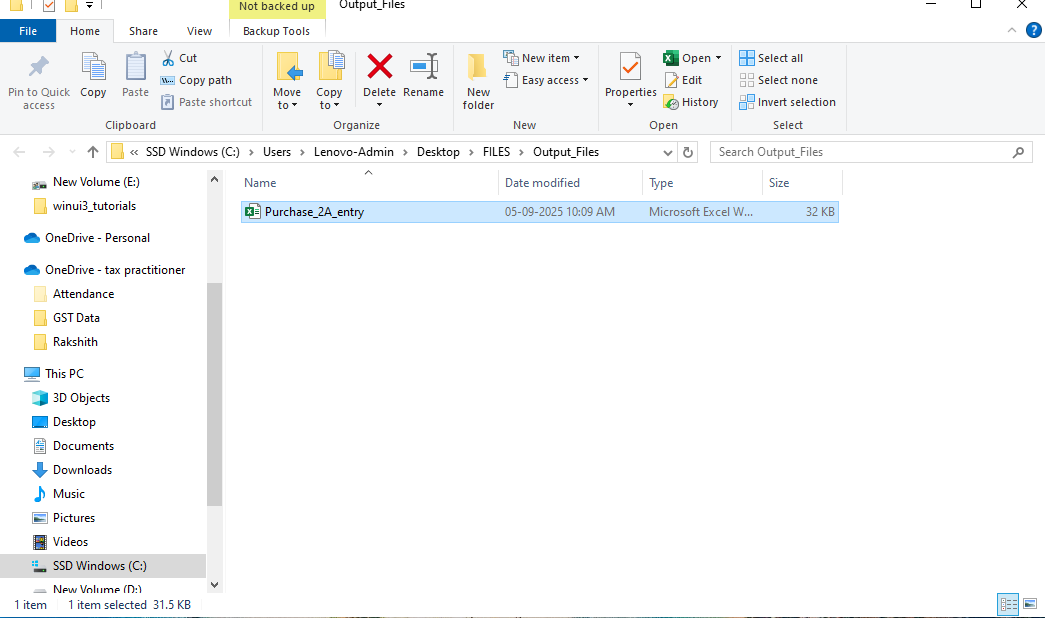 Not backed up
Output_Files
File
Home
Share
View
Backup Tools
Pin to Quick access
Copy
Paste
Cut
Copy path
Paste shortcut
Clipboard
Move to
Copy to
Delete
Rename
Organize
New folder
New item
Easy access
New
Properties
Open
Edit
History
Open
Select all
Select none
Invert selection
Select
« SSD Windows (C:) › Users › Lenovo-Admin › Desktop › FILES › Output_Files
Search Output_Files
New Volume (E:)
winui3_tutorials
OneDrive - Personal
OneDrive - tax practitioner
Attendance
GST Data
Rakshith
This PC
3D Objects
Desktop
Documents
Downloads
Music
Pictures
Videos
SSD Windows (C:)
New Volume (D:)
Name Date modified Type Size
Purchase_2A_entry 05-09-2025 10:09 AM Microsoft Excel W... 32 KB
1 item 1 item selected 31.5 KB